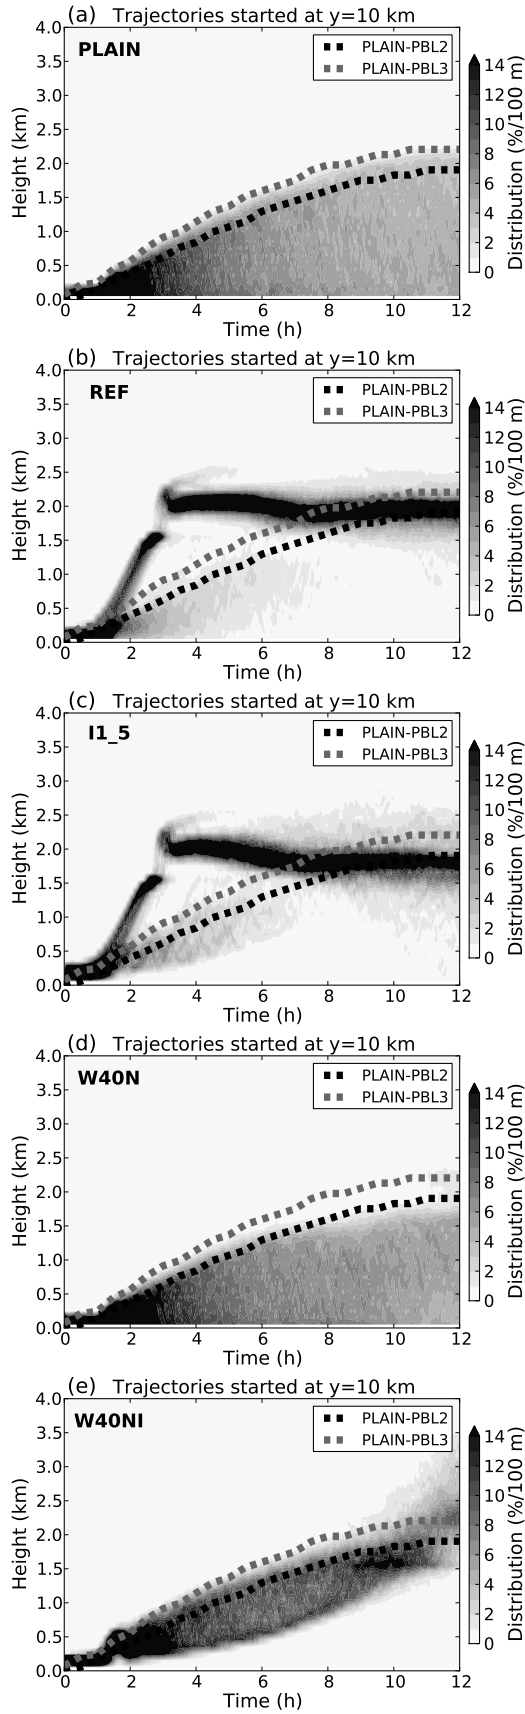 (a) Trajectories started at y=10 km
PLAIN
PLAIN-PBL2
PLAIN-PBL3
4.0
3.5
3.0
2.5
2.0
1.5
1.0
0.5
0.0
Height (km)
0 2 4 6 8 10 12
Time (h)
14
12
10
8
6
4
2
0
Distribution (%/100 m)
(b) Trajectories started at y=10 km
REF
PLAIN-PBL2
PLAIN-PBL3
4.0
3.5
3.0
2.5
2.0
1.5
1.0
0.5
0.0
Height (km)
0 2 4 6 8 10 12
Time (h)
14
12
10
8
6
4
2
0
Distribution (%/100 m)
(c) Trajectories started at y=10 km
I1_5
PLAIN-PBL2
PLAIN-PBL3
4.0
3.5
3.0
2.5
2.0
1.5
1.0
0.5
0.0
Height (km)
0 2 4 6 8 10 12
Time (h)
14
12
10
8
6
4
2
0
Distribution (%/100 m)
(d) Trajectories started at y=10 km
W40N
PLAIN-PBL2
PLAIN-PBL3
4.0
3.5
3.0
2.5
2.0
1.5
1.0
0.5
0.0
Height (km)
0 2 4 6 8 10 12
Time (h)
14
12
10
8
6
4
2
0
Distribution (%/100 m)
(e) Trajectories started at y=10 km
W40NI
PLAIN-PBL2
PLAIN-PBL3
4.0
3.5
3.0
2.5
2.0
1.5
1.0
0.5
0.0
Height (km)
0 2 4 6 8 10 12
Time (h)
14
12
10
8
6
4
2
0
Distribution (%/100 m)